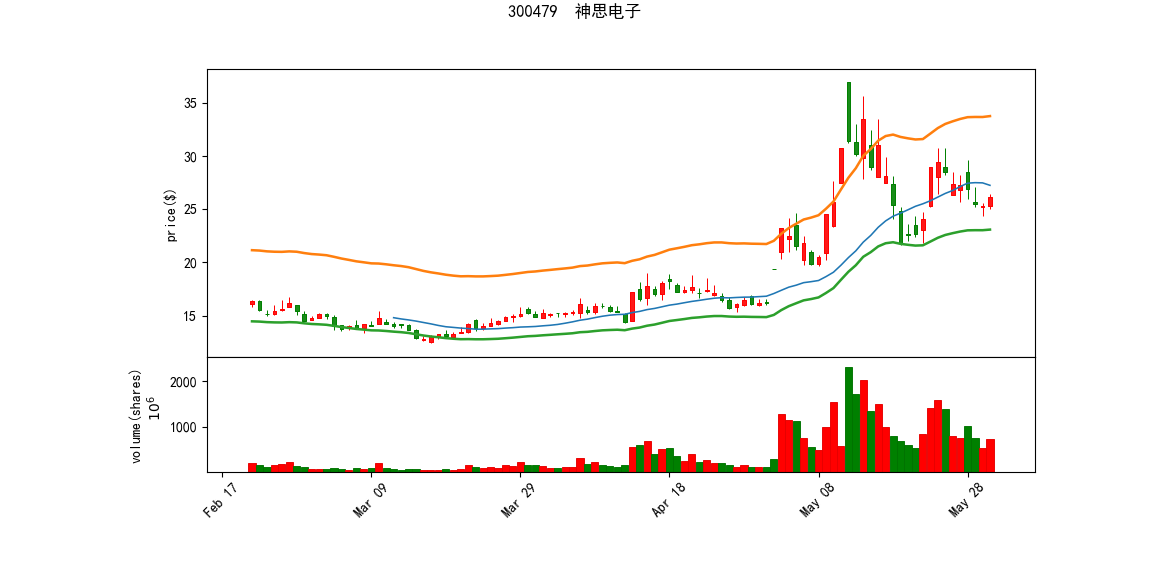 300479 神思电子
price($)
35
30
25
20
15
volume(shares)
10^6
2000
1000
Feb 17
Mar 09
Mar 29
Apr 18
May 08
May 28